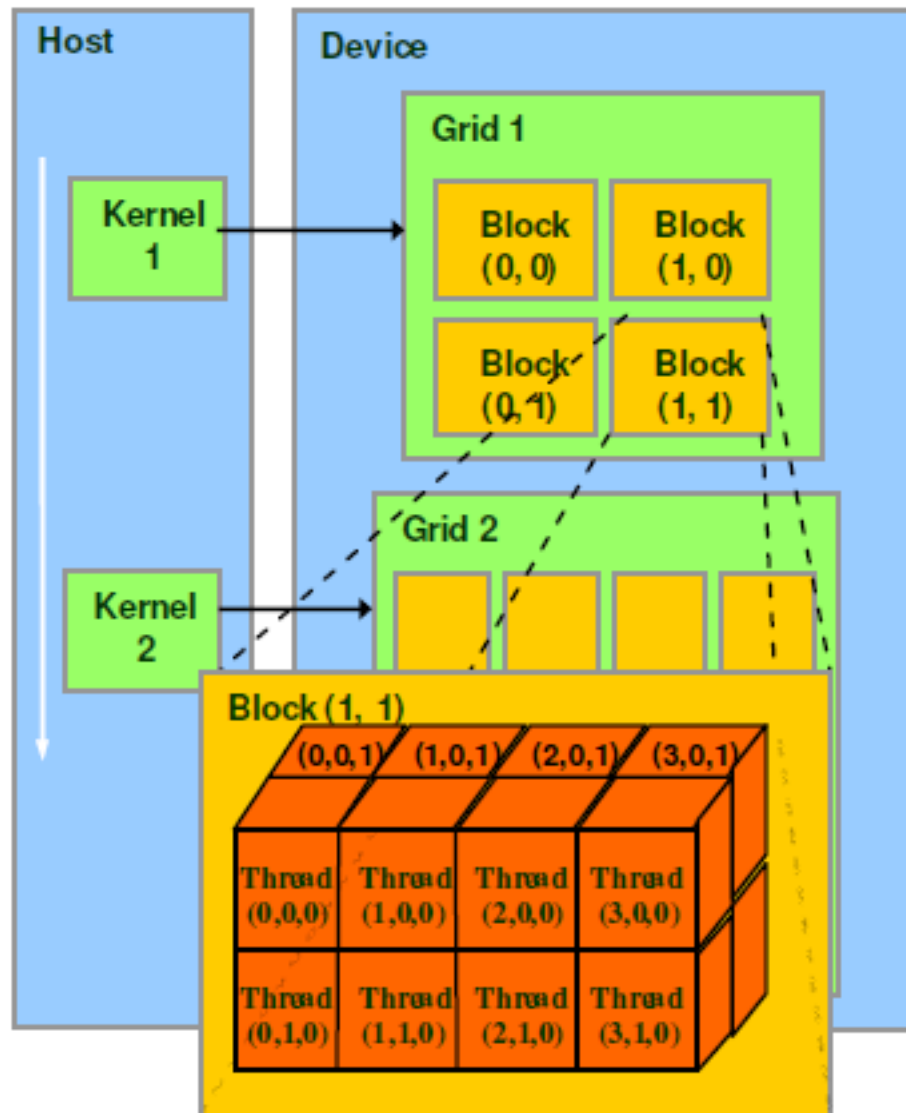 Host
Device
Grid 1
Kernel
1
Block
(0, 0)
Block
(1, 0)
Block
(0, 1)
Block
(1, 1)
Grid 2
Kernel
2
Block (1, 1)
(0,0,1) (1,0,1) (2,0,1) (3,0,1)
Thread
(0,0,0)
Thread
(1,0,0)
Thread
(2,0,0)
Thread
(3,0,0)
Thread
(0,1,0)
Thread
(1,1,0)
Thread
(2,1,0)
Thread
(3,1,0)